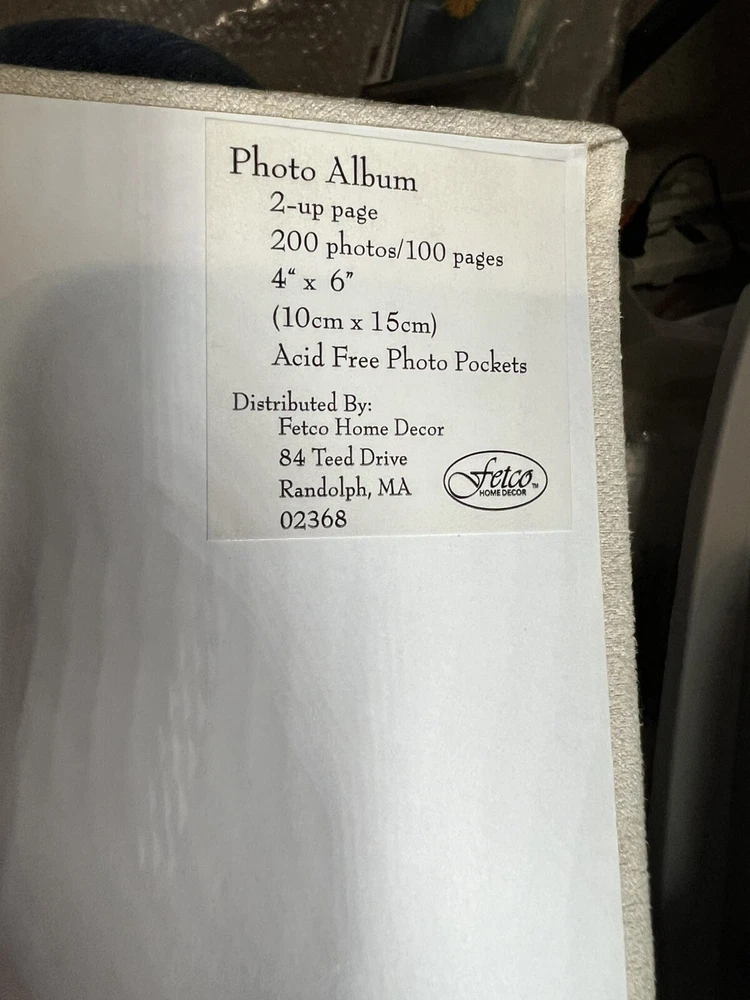 Photo Album
2-up page
200 photos/100 pages
4“ x 6”
(10cm x 15cm)
Acid Free Photo Pockets
Distributed By:
Fetco Home Decor
84 Teed Drive
Randolph, MA
02368
Fetco™
HOME DECOR